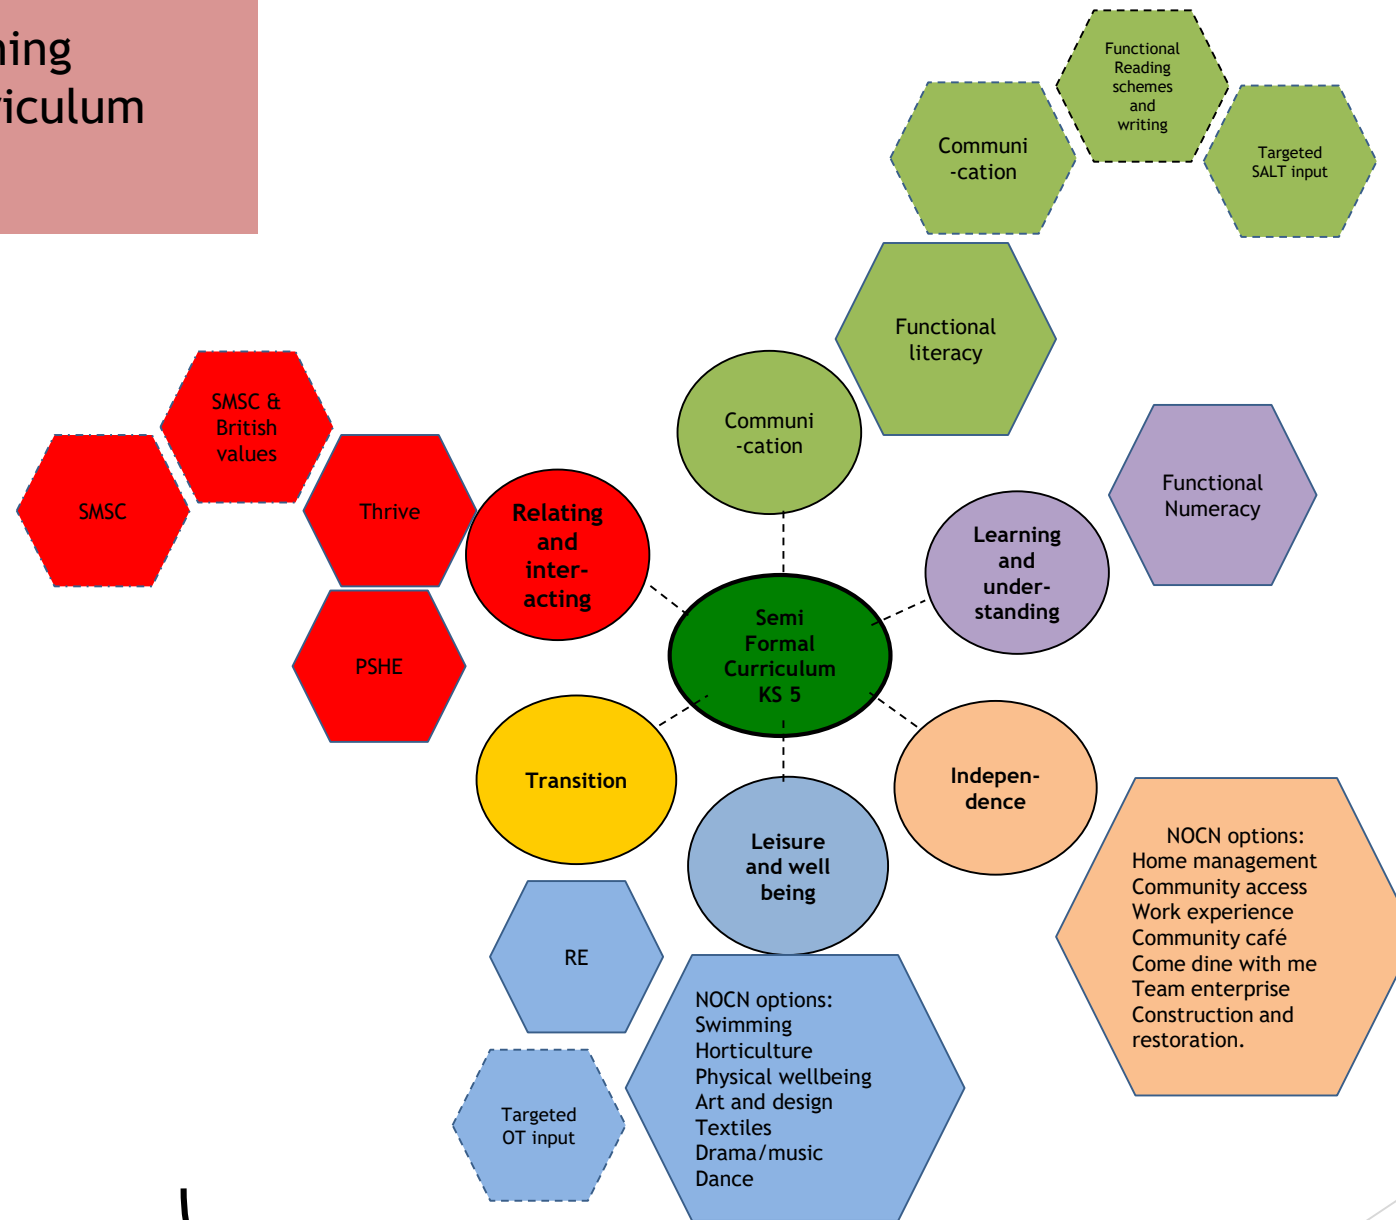 ning
riculum
Functional
Reading
schemes
and
writing
Communi
-cation
Targeted
SALT input
Functional
literacy
SMSC &
British
values
SMSC
Thrive
PSHE
Relating
and
inter-
acting
Communi
-cation
Learning
and
under-
standing
Functional
Numeracy
Semi
Formal
Curriculum
KS 5
Transition
Leisure
and well
being
Indepen-
dence
NOCN options:
Home management
Community access
Work experience
Community café
Come dine with me
Team enterprise
Construction and
restoration.
RE
Targeted
OT input
NOCN options:
Swimming
Horticulture
Physical wellbeing
Art and design
Textiles
Drama/music
Dance